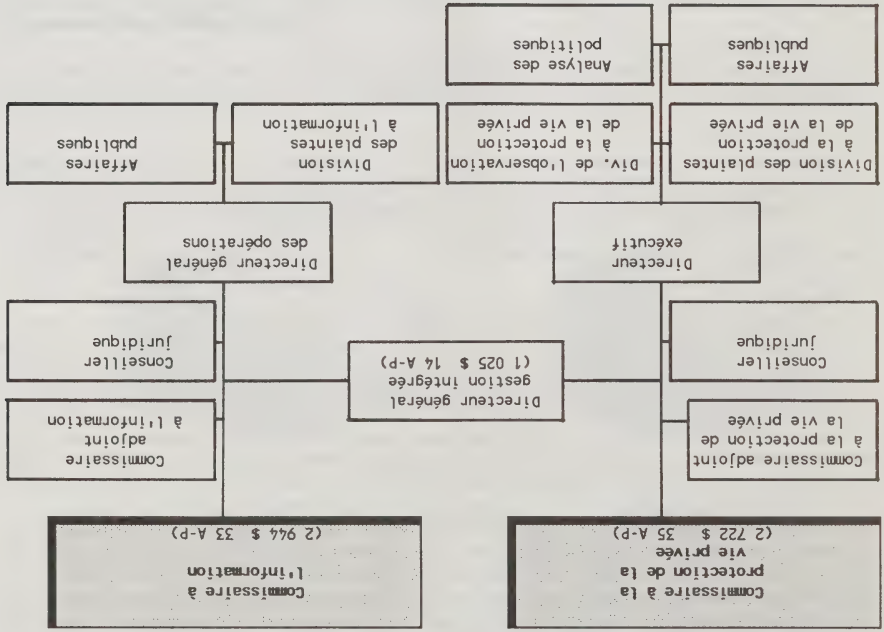 Commissaire à
l'information
(2 944 $ 33 A-P)
Commissaire à la
protection de la
vie privée
(2 722 $ 35 A-P)
Commissaire
adjoint
à l'information
Commissaire adjoint
à la protection de
la vie privée
Conseiller
juridique
Directeur général
gestion intégrée
(1 025 $ 14 A-P)
Conseiller
juridique
Directeur général
des opérations
Directeur
exécutif
Affaires
publiques
Division
des plaintes
à l'information
Div. de l'observation
à la protection
de la vie privée
Division des plaintes
à la protection
de la vie privée
Analyse des
politiques
Affaires
publiques